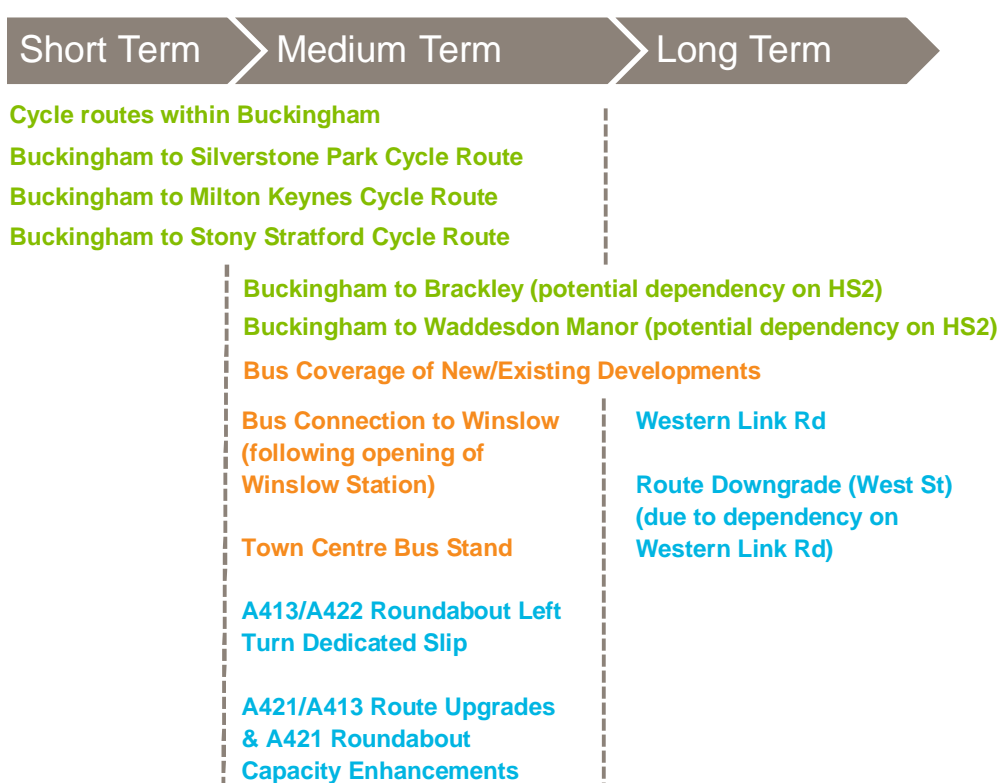 Short Term
Medium Term
Long Term
Cycle routes within Buckingham
Buckingham to Silverstone Park Cycle Route
Buckingham to Milton Keynes Cycle Route
Buckingham to Stony Stratford Cycle Route
Buckingham to Brackley (potential dependency on HS2)
Buckingham to Waddesdon Manor (potential dependency on HS2)
Bus Coverage of New/Existing Developments
Bus Connection to Winslow
(following opening of
Winslow Station)
Town Centre Bus Stand
A413/A422 Roundabout Left
Turn Dedicated Slip
A421/A413 Route Upgrades
& A421 Roundabout
Capacity Enhancements
Western Link Rd
Route Downgrade (West St)
(due to dependency on
Western Link Rd)